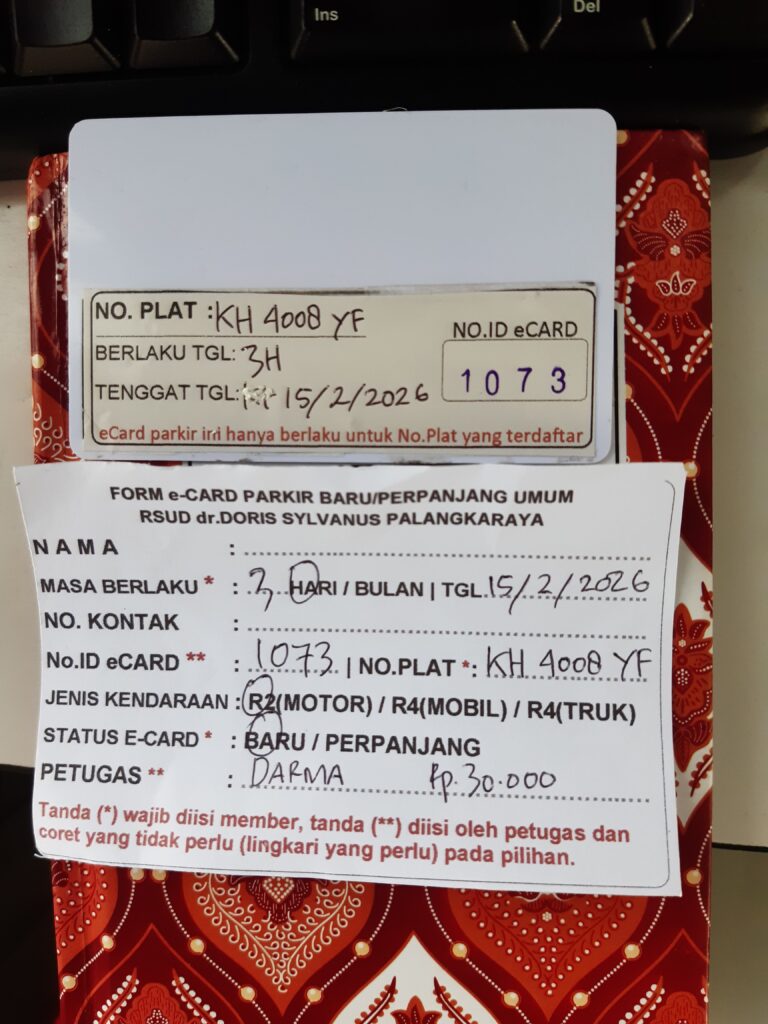 Ins
Del
NO. PLAT : KH 4008 YF
BERLAKU TGL: 3H
NO.ID eCARD
1073
TENGGAT TGL: 15/2/2026
eCard parkir ini hanya berlaku untuk No.Plat yang terdaftar
FORM e-CARD PARKIR BARU/PERPANJANG UMUM
RSUD dr.DORIS SYLVANUS PALANGKARAYA
NAMA :
MASA BERLAKU * : 3 HARI / BULAN | TGL. 15/2/2026
NO. KONTAK :
No.ID eCARD ** : 1073 | NO.PLAT *: KH 4008 YF
JENIS KENDARAAN : R2(MOTOR) / R4(MOBIL) / R4(TRUK)
STATUS E-CARD * : BARU / PERPANJANG
PETUGAS ** : DARMA Rp.30.000
Tanda (*) wajib diisi member, tanda (**) diisi oleh petugas dan
coret yang tidak perlu (lingkari yang perlu) pada pilihan.